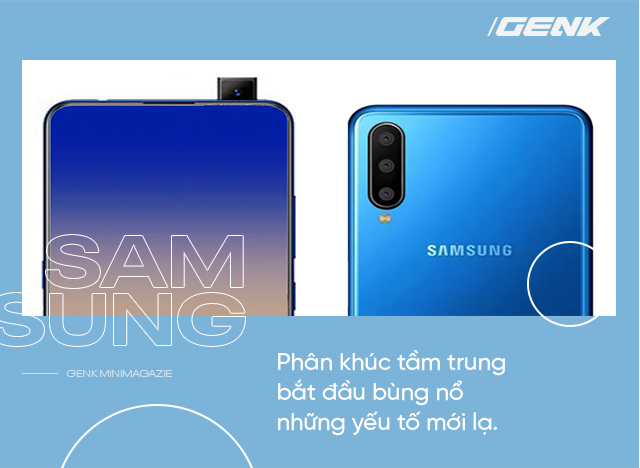 /GENK
SAMSUNG
SAM
SUNG
GENK MINIMAGAZIE
Phân khúc tầm trung
bắt đầu bùng nổ
những yếu tố mới lạ.